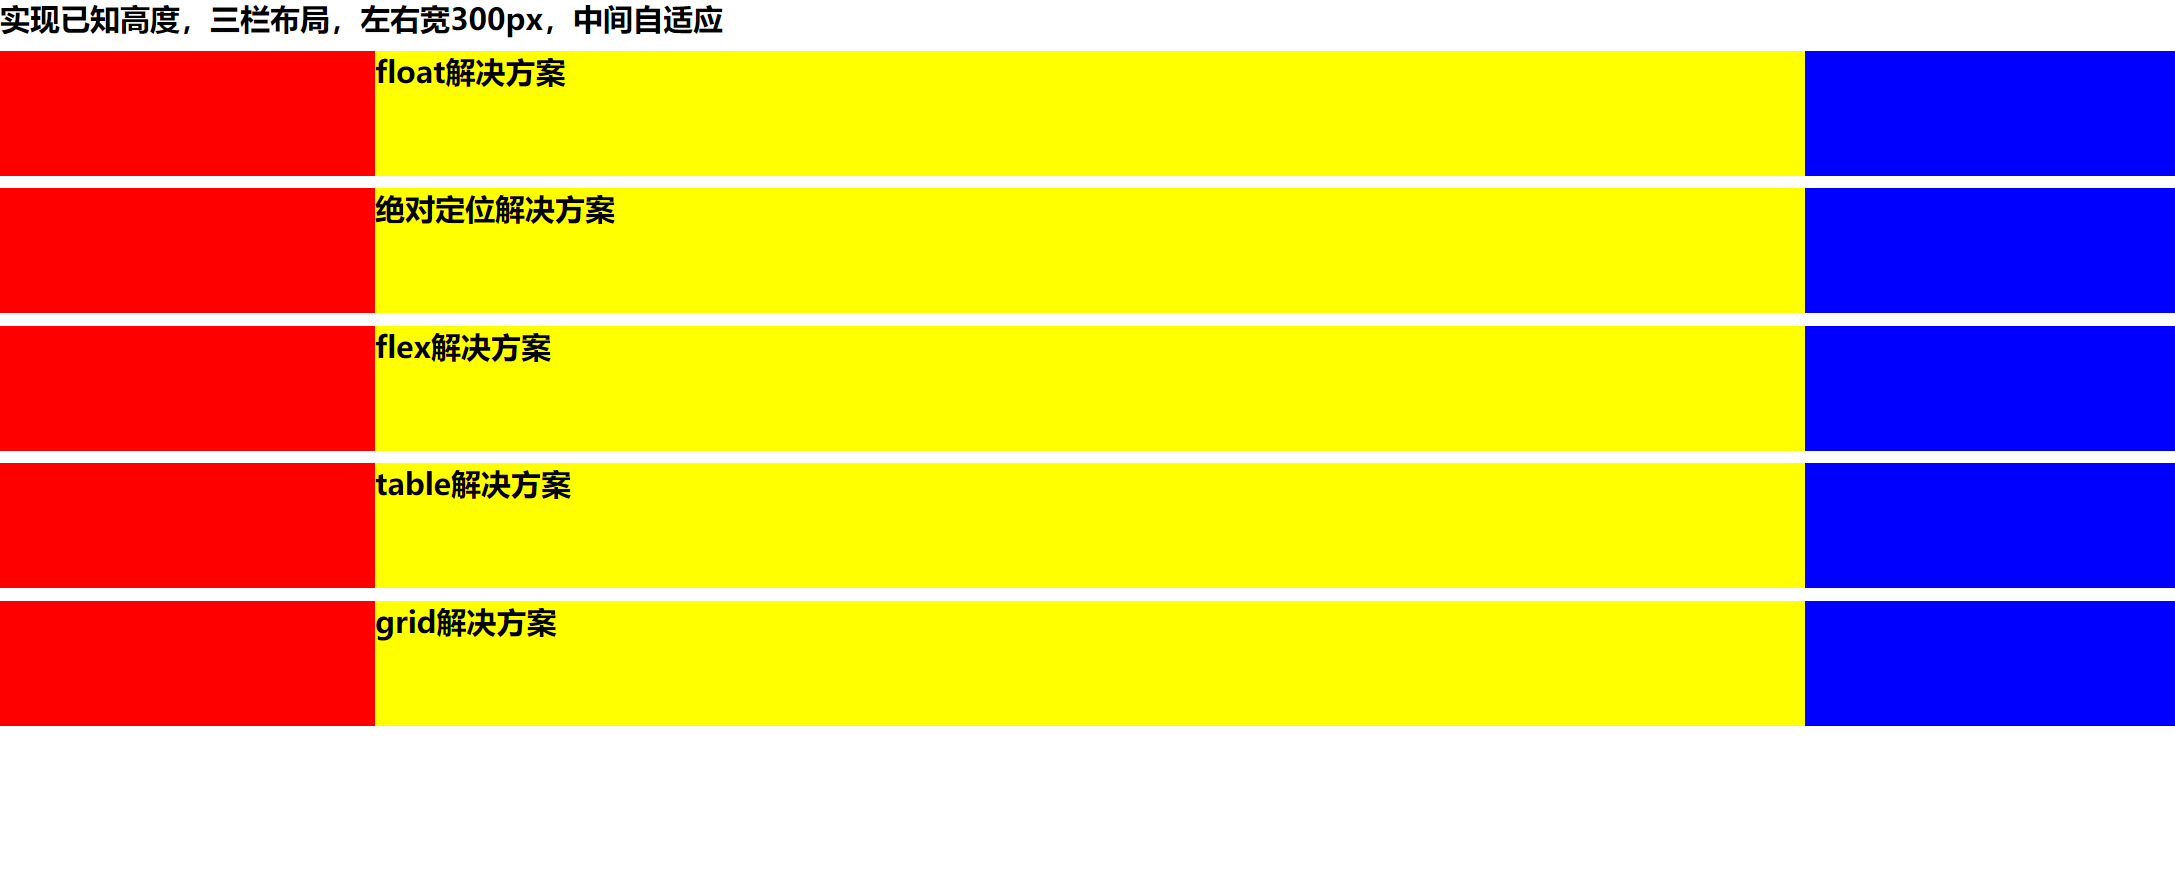 实现已知高度，三栏布局，左右宽300px，中间自适应
float解决方案
绝对定位解决方案
flex解决方案
table解决方案
grid解决方案